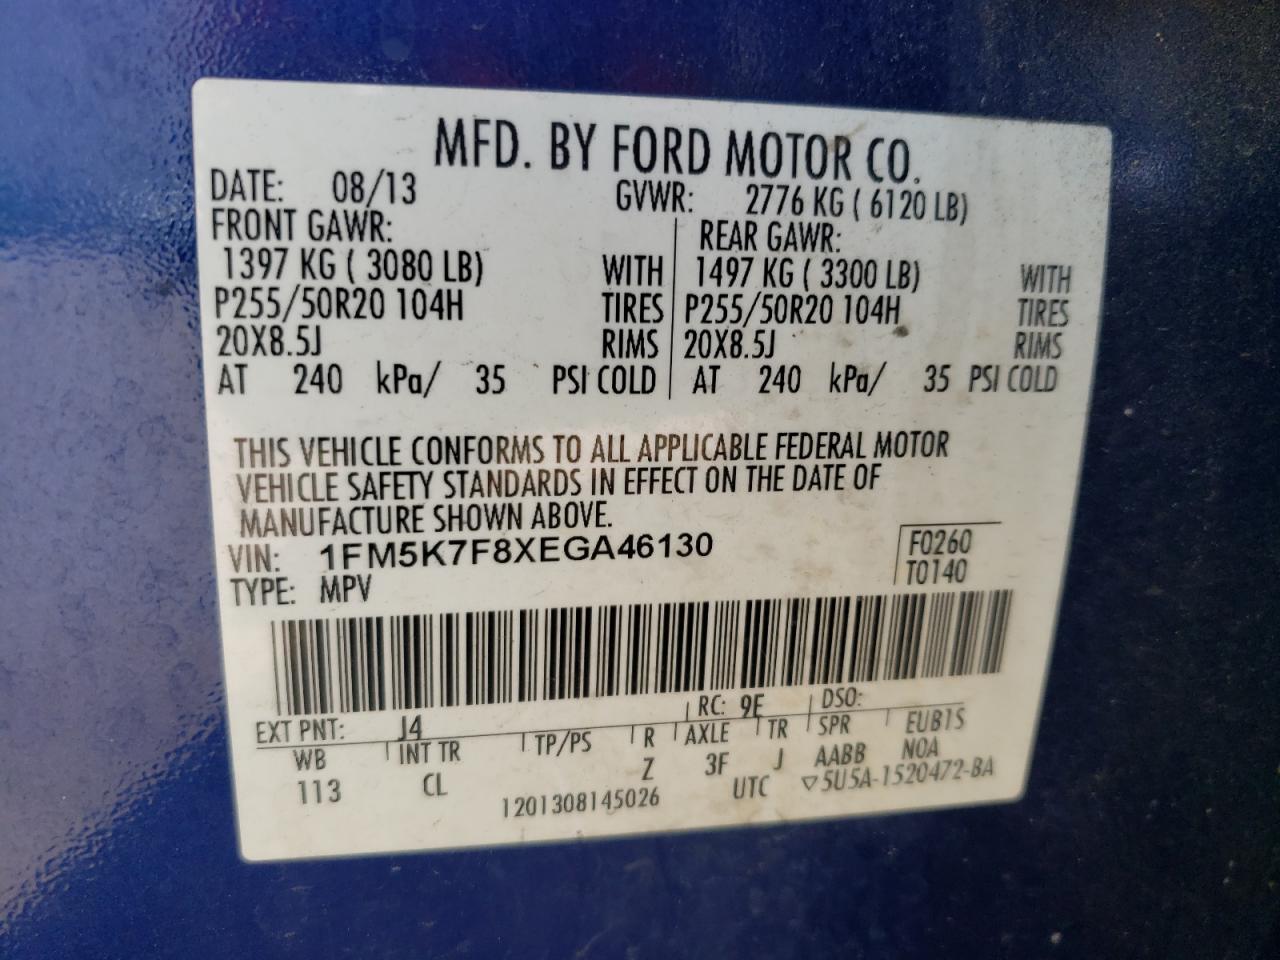 MFD. BY FORD MOTOR CO.
DATE: 08/13 GVWR: 2776 KG ( 6120 LB)
FRONT GAWR: REAR GAWR:
1397 KG ( 3080 LB) WITH 1497 KG ( 3300 LB) WITH
P255/50R20 104H TIRES P255/50R20 104H TIRES
20X8.5J RIMS 20X8.5J RIMS
AT 240 kPa/ 35 PSI COLD AT 240 kPa/ 35 PSI COLD
THIS VEHICLE CONFORMS TO ALL APPLICABLE FEDERAL MOTOR
VEHICLE SAFETY STANDARDS IN EFFECT ON THE DATE OF
MANUFACTURE SHOWN ABOVE.
VIN: 1FM5K7F8XEGA46130 F0260
TYPE: MPV T0140
EXT PNT: J4 RC: 9E DSO:
WB INT TR TP/PS R AXLE TR SPR EUB1S
113 CL Z 3F J AABB NOA
1201308145026 UTC ▽5U5A-1520472-BA